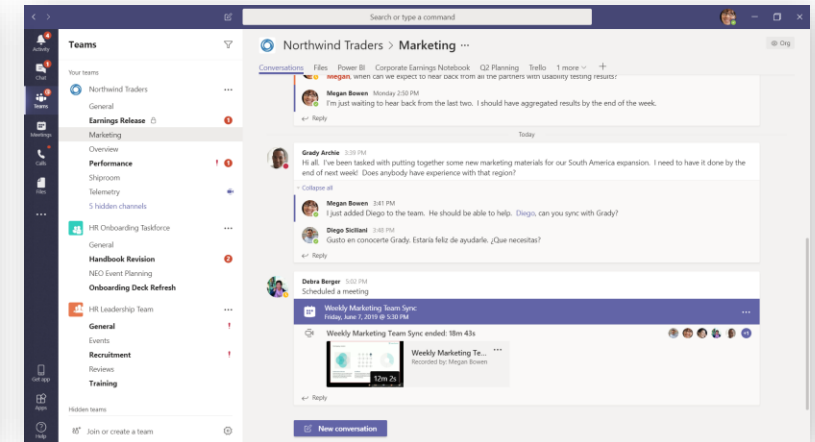 Search or type a command
Activity
Chat
Teams
Meetings
Calls
Files
Get app
Apps
Help
Teams
Your teams
Northwind Traders
General
Earnings Release
Marketing
Overview
Performance
Shiproom
Telemetry
5 hidden channels
HR Onboarding Taskforce
General
Handbook Revision
2
NEO Event Planning
Onboarding Deck Refresh
HR Leadership Team
General
Events
Recruitment
Reviews
Training
Hidden teams
Join or create a team
Northwind Traders > Marketing ...
Org
Conversations Files Power BI Corporate Earnings Notebook Q2 Planning Trello 1 more +
Megan, when can we expect to hear back from all the partners with usability testing results?
Megan Bowen Monday 2:50 PM
I'm just waiting to hear back from the last two. I should have aggregated results by the end of the week.
Reply
Today
Grady Archie 3:39 PM
Hi all. I've been tasked with putting together some new marketing materials for our South America expansion. I need to have it done by the
end of next week! Does anybody have experience with that region?
Collapse all
Megan Bowen 3:41 PM
I just added Diego to the team. He should be able to help. Diego, can you sync with Grady?
Diego Siciliani 3:48 PM
Gusto en conocerte Grady. Estaría feliz de ayudarle. ¿Que necesitas?
Reply
Debra Berger 5:02 PM
Scheduled a meeting
Weekly Marketing Team Sync
Friday, June 7, 2019 @ 5:30 PM
Weekly Marketing Team Sync ended: 18m 43s
Weekly Marketing Te...
Recorded by: Megan Bowen
12m 2s
Reply
New conversation